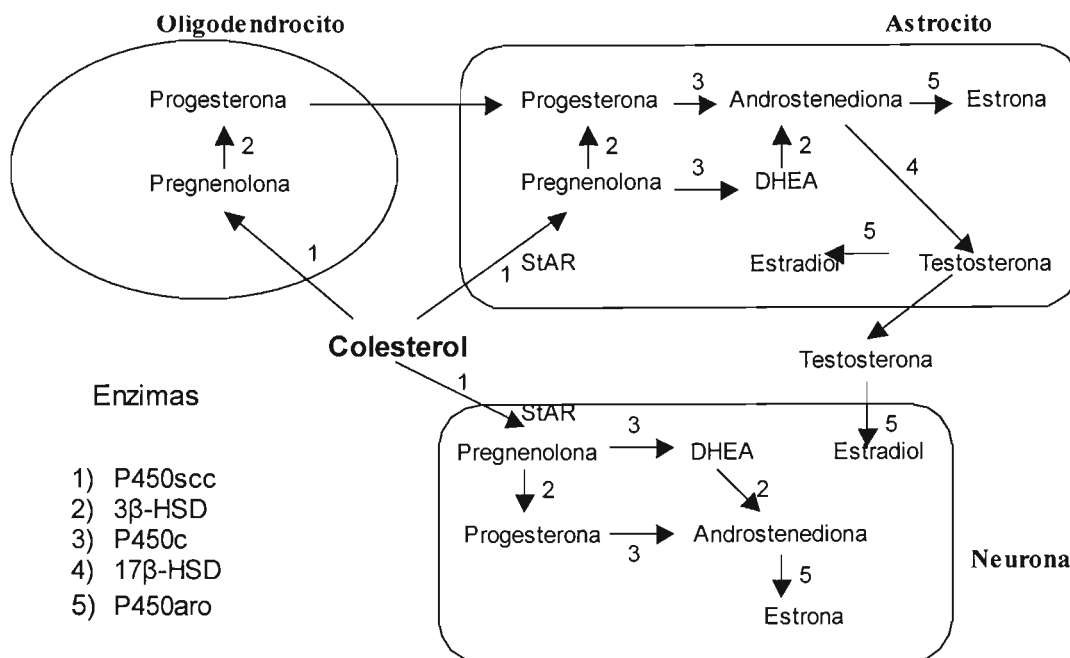 Oligodendrocito
Astrocito
Progesterona
2
Pregnenolona
1
Progesterona 3 Androstenediona 5 Estrona
2 2
Pregnenolona 3 DHEA 4
StAR
1
Estradiol 5 Testosterona
Colesterol
Testosterona
1
StAR
5
Pregnenolona 3 DHEA Estradiol
2 2
Progesterona 3 Androstenediona
5
Estrona
Neurona
Enzimas
1) P450scc
2) 3β-HSD
3) P450c
4) 17β-HSD
5) P450aro